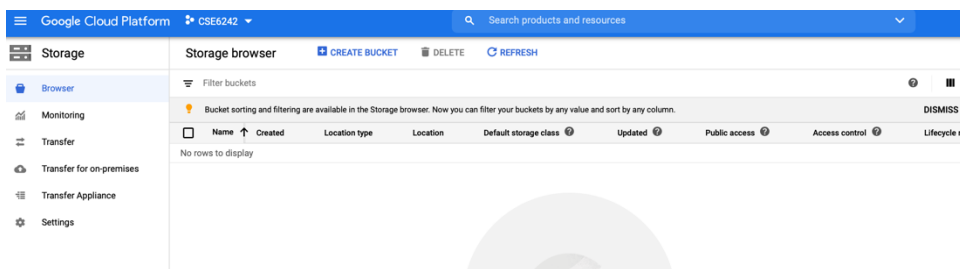 Google Cloud Platform CSE6242 Search products and resources
Storage
Browser
Monitoring
Transfer
Transfer for on-premises
Transfer Appliance
Settings
Storage browser CREATE BUCKET DELETE REFRESH
Filter buckets
Bucket sorting and filtering are available in the Storage browser. Now you can filter your buckets by any value and sort by any column. DISMISS
Name Created Location type Location Default storage class Updated Public access Access control Lifecycle
No rows to display